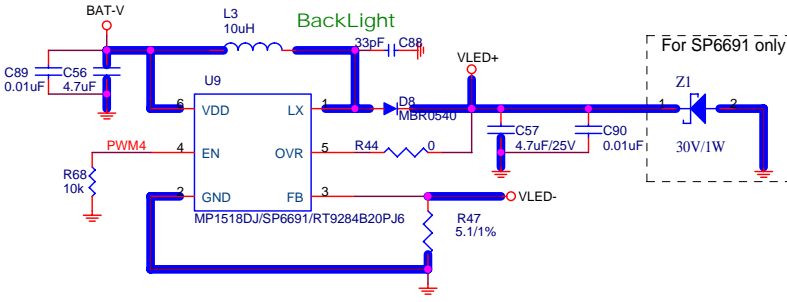 BAT-V
L3
10uH
BackLight
33pF C88
VLED+
For SP6691 only
C89
0.01uF
C56
4.7uF
U9
Z1
6 VDD LX 1
D8
MBR0540
1 2
PWM4 4 EN OVR 5
R44 0
C57
4.7uF/25V
C90
0.01uF
30V/1W
R68
10k
2 GND FB 3
VLED-
MP1518DJ/SP6691/RT9284B20PJ6
R47
5.1/1%